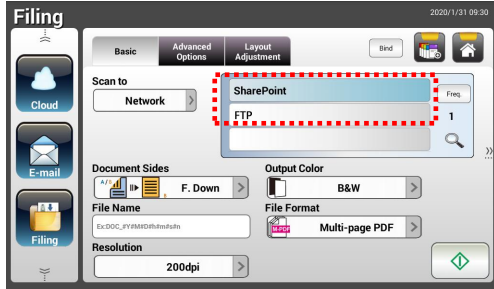 Filing
2020/1/31 09:30
Basic
Advanced
Options
Layout
Adjustment
Bind
Cloud
E-mail
Filing
Scan to
Network
SharePoint
FTP
Freq.
1
Document Sides
F. Down
Output Color
B&W
File Name
Ex:DOC_#Y#M#D#h#m#s#n
File Format
M-PDF
Multi-page PDF
Resolution
200dpi